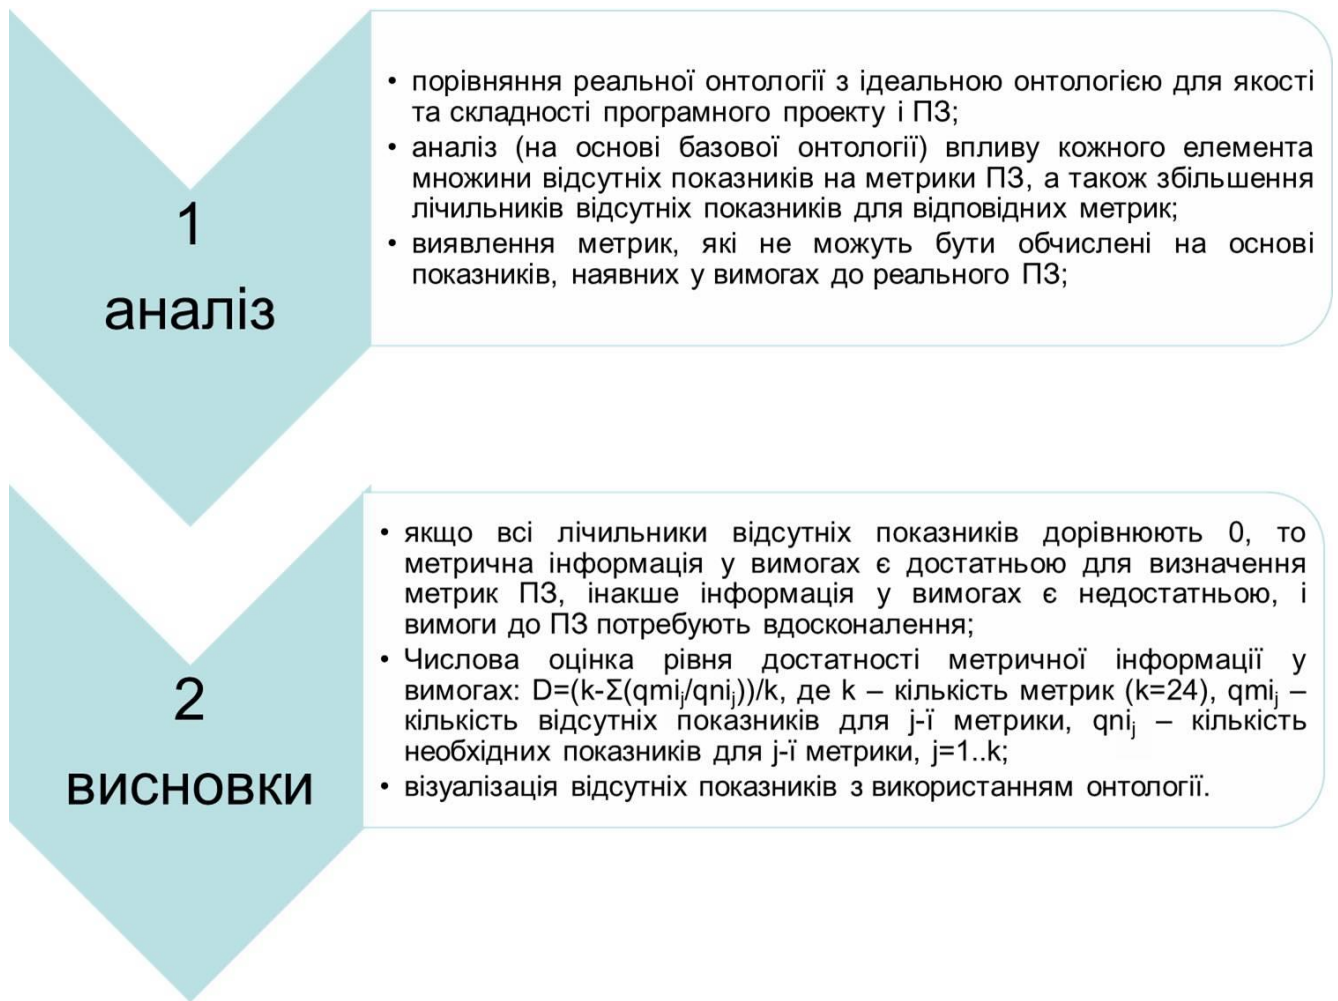 1
аналіз
• порівняння реальної онтології з ідеальною онтологією для якості
та складності програмного проекту і ПЗ;
• аналіз (на основі базової онтології) впливу кожного елемента
множини відсутніх показників на метрики ПЗ, а також збільшення
лічильників відсутніх показників для відповідних метрик;
• виявлення метрик, які не можуть бути обчислені на основі
показників, наявних у вимогах до реального ПЗ;
2
висновки
• якщо всі лічильники відсутніх показників дорівнюють 0, то
метрична інформація у вимогах є достатньою для визначення
метрик ПЗ, інакше інформація у вимогах є недостатньою, і
вимоги до ПЗ потребують вдосконалення;
• Числова оцінка рівня достатності метричної інформації у
вимогах: D=(k-Σ(qmiⱼ/qniⱼ))/k, де k – кількість метрик (k=24), qmiⱼ –
кількість відсутніх показників для j-ї метрики, qniⱼ – кількість
необхідних показників для j-ї метрики, j=1..k;
• візуалізація відсутніх показників з використанням онтології.